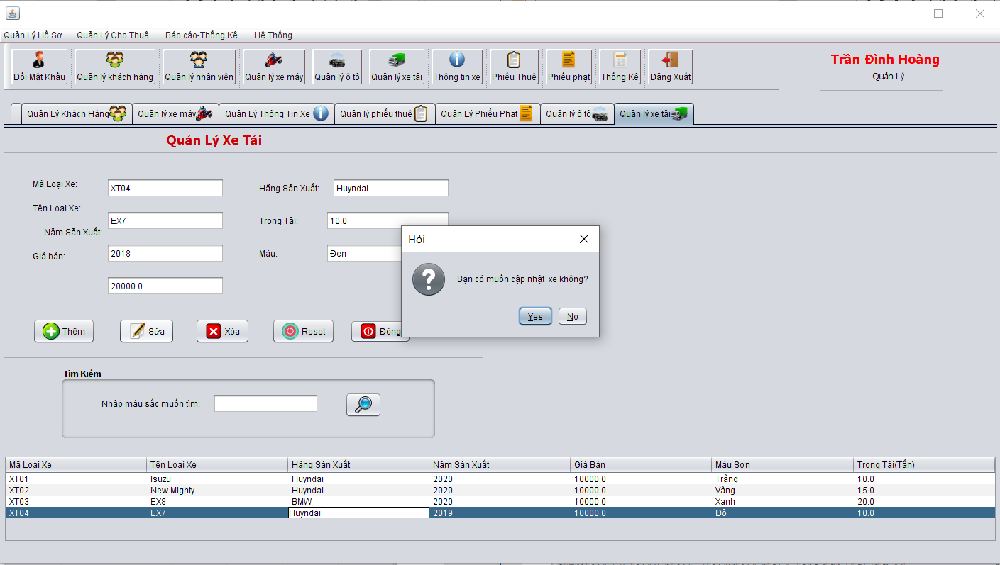 Quản Lý Hồ Sơ Quản Lý Cho Thuê Báo cáo-Thống Kê Hệ Thống
Đổi Mật Khẩu Quản lý khách hàng Quản lý nhân viên Quản lý xe máy Quản lý ô tô Quản lý xe tải Thông tin xe Phiếu Thuê Phiếu phạt Thống Kê Đăng Xuất
Trần Đình Hoàng
Quản Lý
Quản Lý Khách Hàng Quản lý xe máy Quản Lý Thông Tin Xe Quản lý phiếu thuê Quản Lý Phiếu Phạt Quản lý ô tô Quản lý xe tải
Quản Lý Xe Tải
Mã Loại Xe: XT04 Hãng Sản Xuất: Huyndai
Tên Loại Xe: EX7 Trọng Tải: 10.0
Năm Sản Xuất: 2018 Màu: Đen
Giá bán: 20000.0
Hỏi
Bạn có muốn cập nhật xe không?
Yes No
Thêm Sửa Xóa Reset Đóng
Tìm Kiếm
Nhập màu sắc muốn tìm:
Mã Loại Xe Tên Loại Xe Hãng Sản Xuất Năm Sản Xuất Giá Bán Màu Sơn Trọng Tải(Tấn)
XT01 Isuzu Huyndai 2020 10000.0 Trắng 10.0
XT02 New Mighty Huyndai 2020 10000.0 Vàng 15.0
XT03 EX8 BMW 2020 10000.0 Xanh 20.0
XT04 EX7 Huyndai 2019 10000.0 Đỏ 10.0